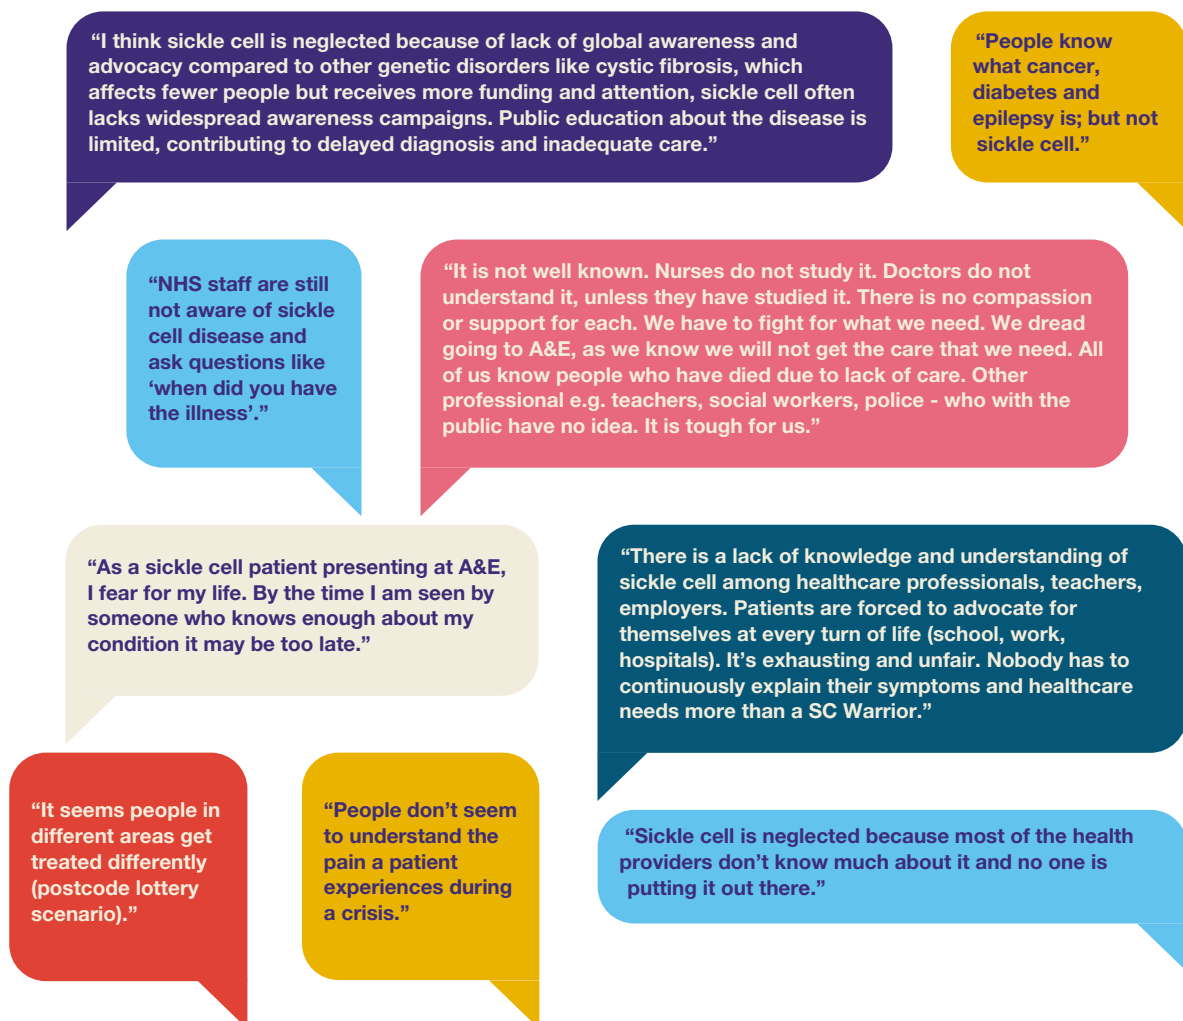 “I think sickle cell is neglected because of lack of global awareness and
advocacy compared to other genetic disorders like cystic fibrosis, which
affects fewer people but receives more funding and attention, sickle cell often
lacks widespread awareness campaigns. Public education about the disease is
limited, contributing to delayed diagnosis and inadequate care.”
“People know
what cancer,
diabetes and
epilepsy is; but not
sickle cell.”
“NHS staff are still
not aware of sickle
cell disease and
ask questions like
‘when did you have
the illness’.”
“It is not well known. Nurses do not study it. Doctors do not
understand it, unless they have studied it. There is no compassion
or support for each. We have to fight for what we need. We dread
going to A&E, as we know we will not get the care that we need. All
of us know people who have died due to lack of care. Other
professional e.g. teachers, social workers, police - who with the
public have no idea. It is tough for us.”
“As a sickle cell patient presenting at A&E,
I fear for my life. By the time I am seen by
someone who knows enough about my
condition it may be too late.”
“There is a lack of knowledge and understanding of
sickle cell among healthcare professionals, teachers,
employers. Patients are forced to advocate for
themselves at every turn of life (school, work,
hospitals). It’s exhausting and unfair. Nobody has to
continuously explain their symptoms and healthcare
needs more than a SC Warrior.”
“It seems people in
different areas get
treated differently
(postcode lottery
scenario).”
“People don’t seem
to understand the
pain a patient
experiences during
a crisis.”
“Sickle cell is neglected because most of the health
providers don’t know much about it and no one is
putting it out there.”